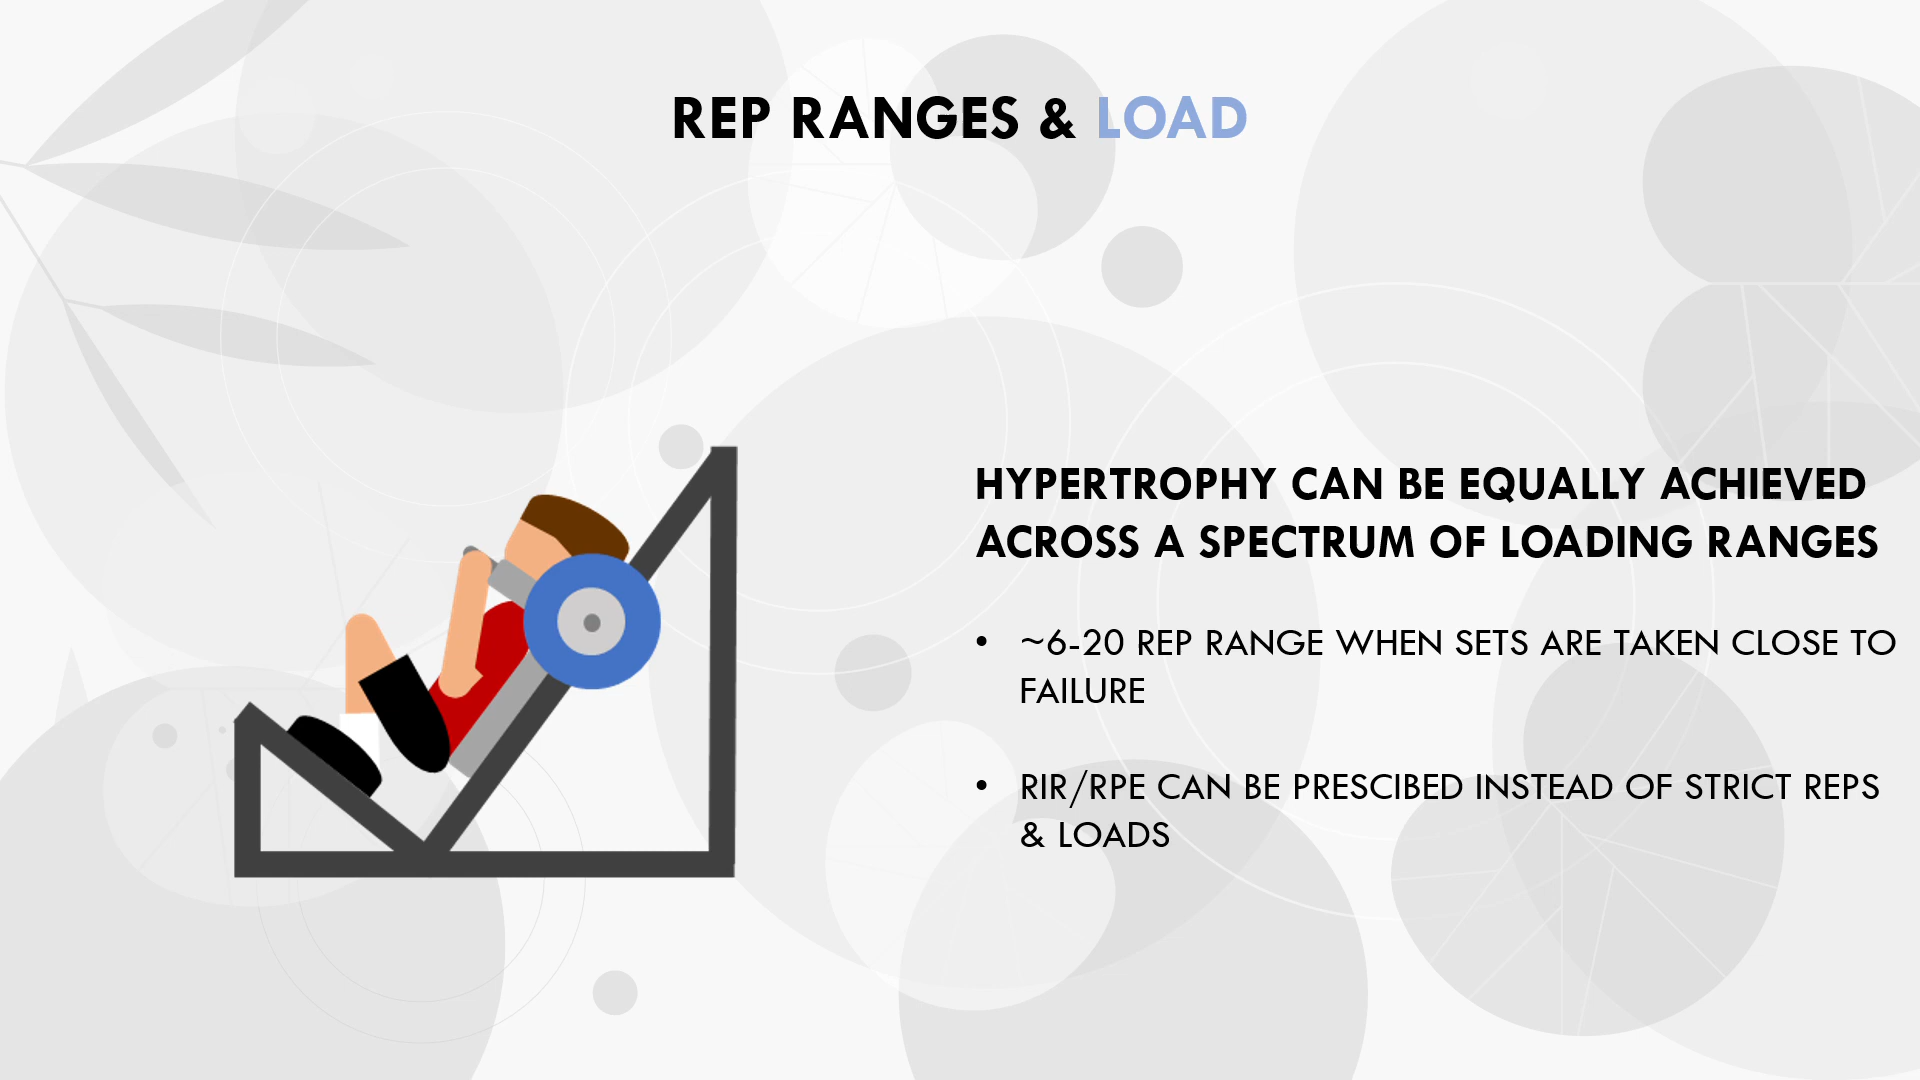 REP RANGES & LOAD
HYPERTROPHY CAN BE EQUALLY ACHIEVED
ACROSS A SPECTRUM OF LOADING RANGES
• ~6-20 REP RANGE WHEN SETS ARE TAKEN CLOSE TO
FAILURE
• RIR/RPE CAN BE PRESCIBED INSTEAD OF STRICT REPS
& LOADS